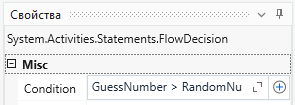 Свойства
System.Activities.Statements.FlowDecision
Misc
Condition GuessNumber > RandomNu